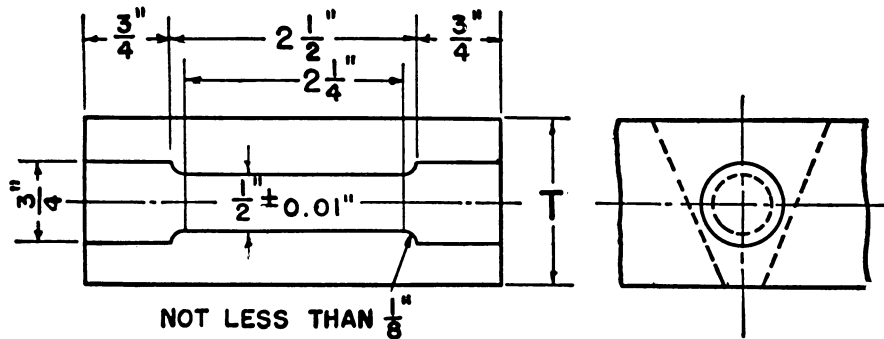 3/4" 2 1/2" 3/4"
2 1/4"
3/4"
1/2" ± 0.01"
T
NOT LESS THAN 1/8"